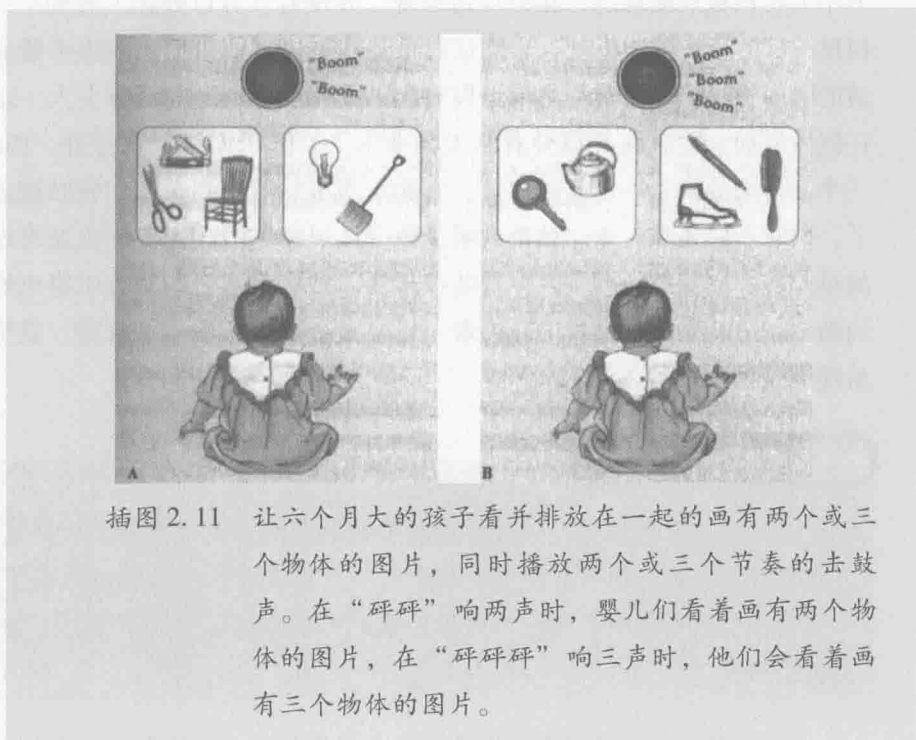 "Boom"
"Boom"
"Boom"
"Boom"
"Boom"
A
B
插图 2.11 让六个月大的孩子看并排放在一起的画有两个或三
个物体的图片，同时播放两个或三个节奏的击鼓
声。在“砰砰”响两声时，婴儿们看着画有两个物
体的图片，在“砰砰砰”响三声时，他们会看着画
有三个物体的图片。